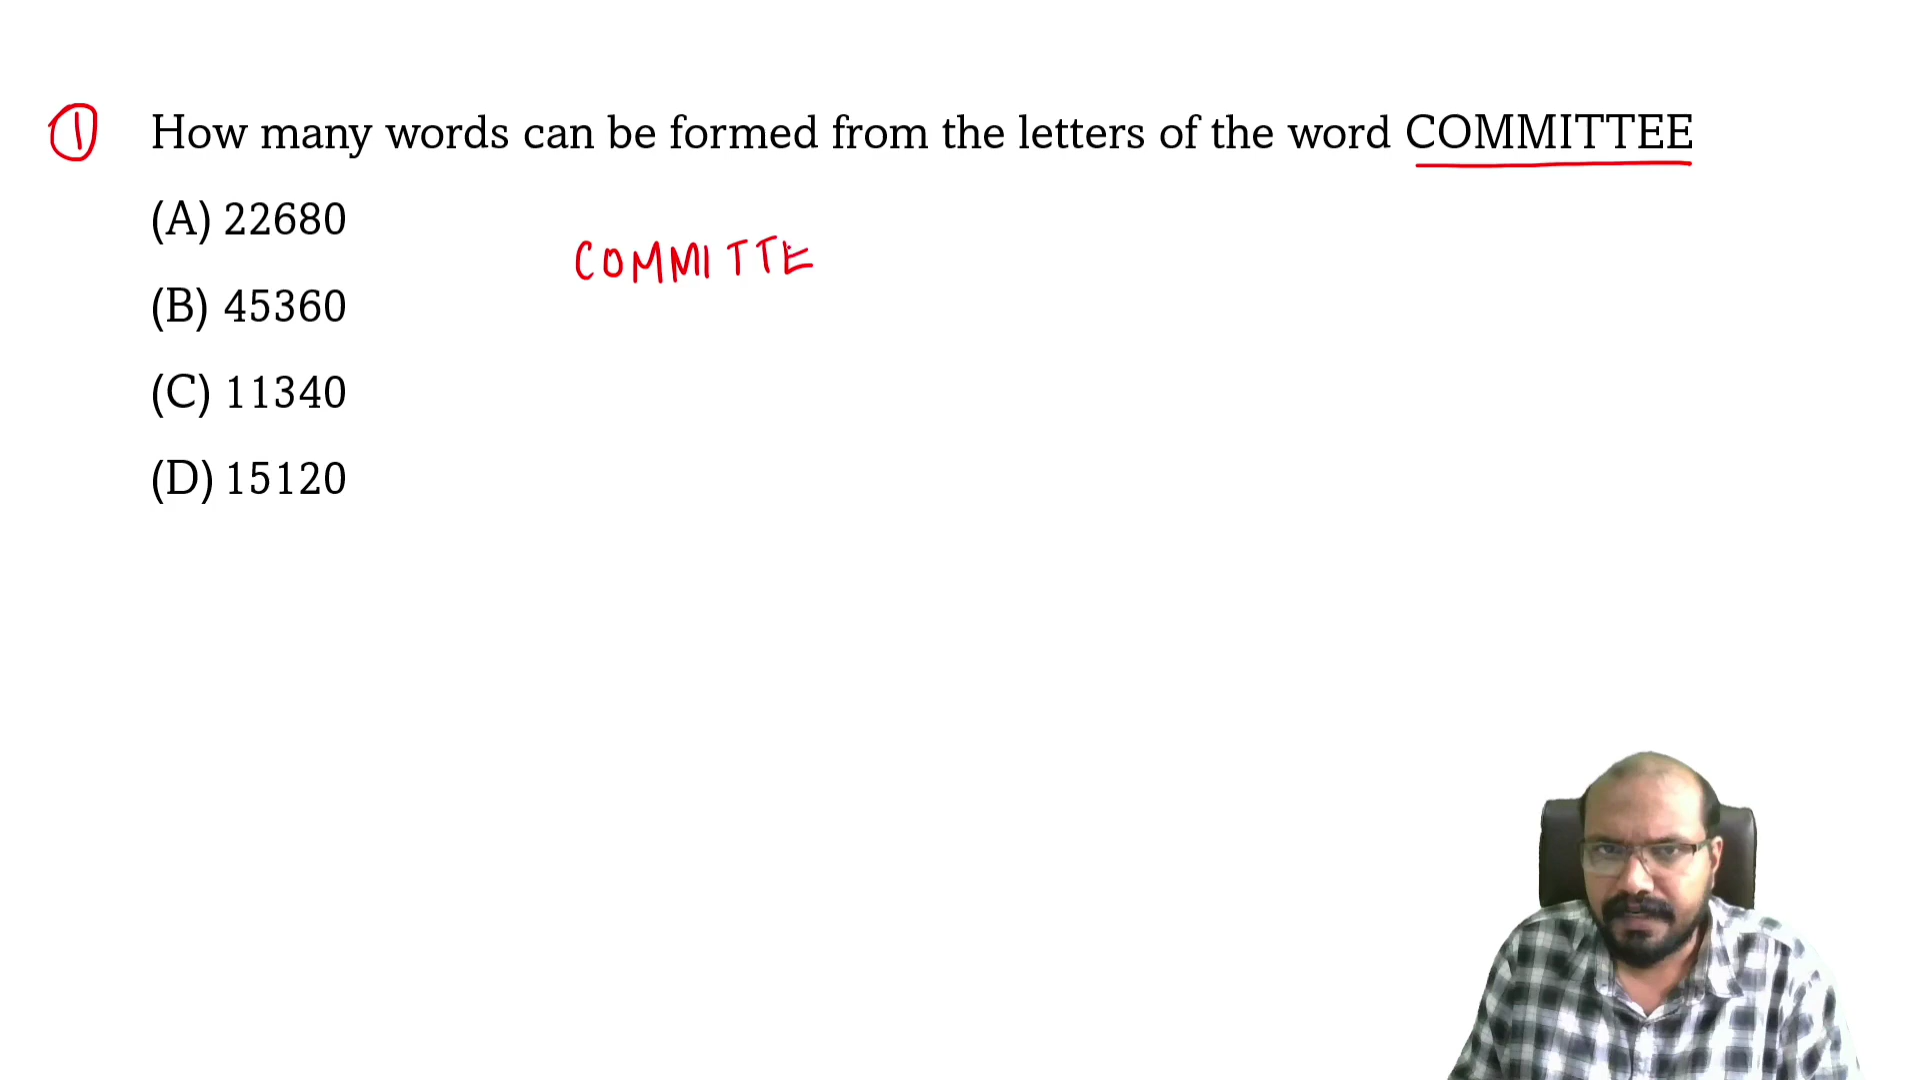 ① How many words can be formed from the letters of the word COMMITTEE
(A) 22680
COMMITTE
(B) 45360
(C) 11340
(D) 15120